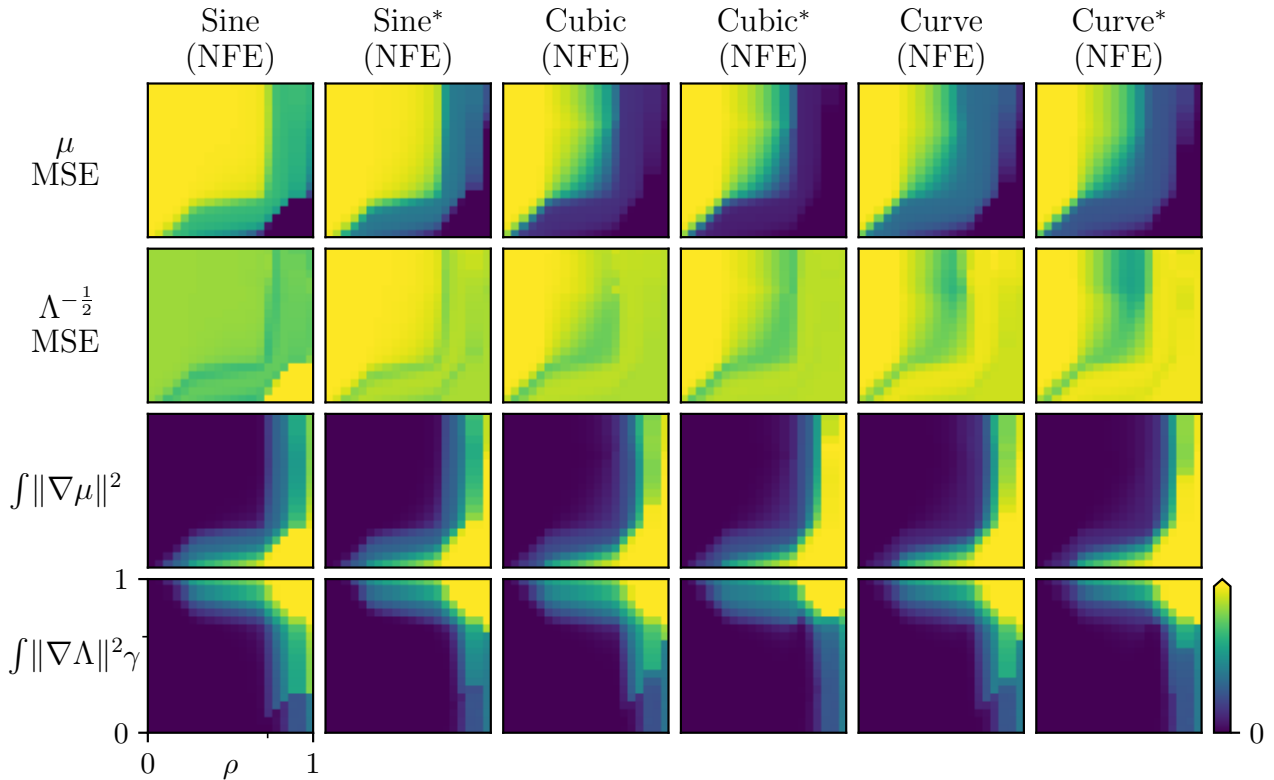 Sine Sine* Cubic Cubic* Curve Curve*
(NFE) (NFE) (NFE) (NFE) (NFE) (NFE)
μ
MSE
Λ^{-1/2}
MSE
∫‖∇μ‖²
1
∫‖∇Λ‖²γ
0
0
0 ρ 1